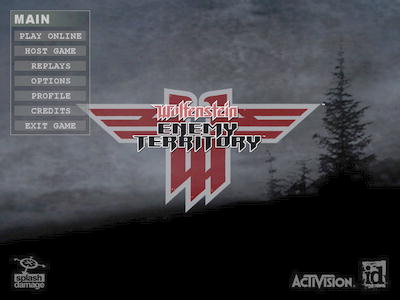 MAIN
PLAY ONLINE
HOST GAME
REPLAYS
OPTIONS
PROFILE
CREDITS
EXIT GAME
Wolfenstein
ENEMY
TERRITORY
splash
damage
ACTIVISION
id